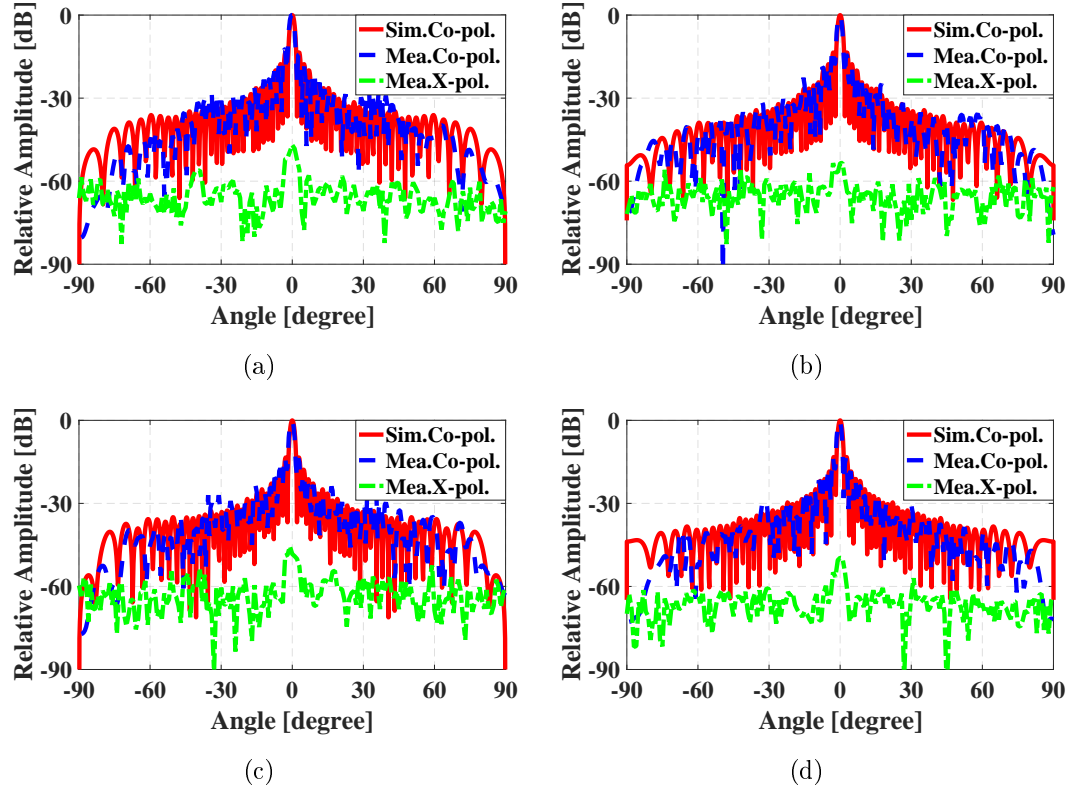 Relative Amplitude [dB]
0
-30
-60
-90
Sim.Co-pol.
Mea.Co-pol.
Mea.X-pol.
-90 -60 -30 0 30 60 90
Angle [degree]
(a)
Relative Amplitude [dB]
0
-30
-60
-90
Sim.Co-pol.
Mea.Co-pol.
Mea.X-pol.
-90 -60 -30 0 30 60 90
Angle [degree]
(b)
Relative Amplitude [dB]
0
-30
-60
-90
Sim.Co-pol.
Mea.Co-pol.
Mea.X-pol.
-90 -60 -30 0 30 60 90
Angle [degree]
(c)
Relative Amplitude [dB]
0
-30
-60
-90
Sim.Co-pol.
Mea.Co-pol.
Mea.X-pol.
-90 -60 -30 0 30 60 90
Angle [degree]
(d)